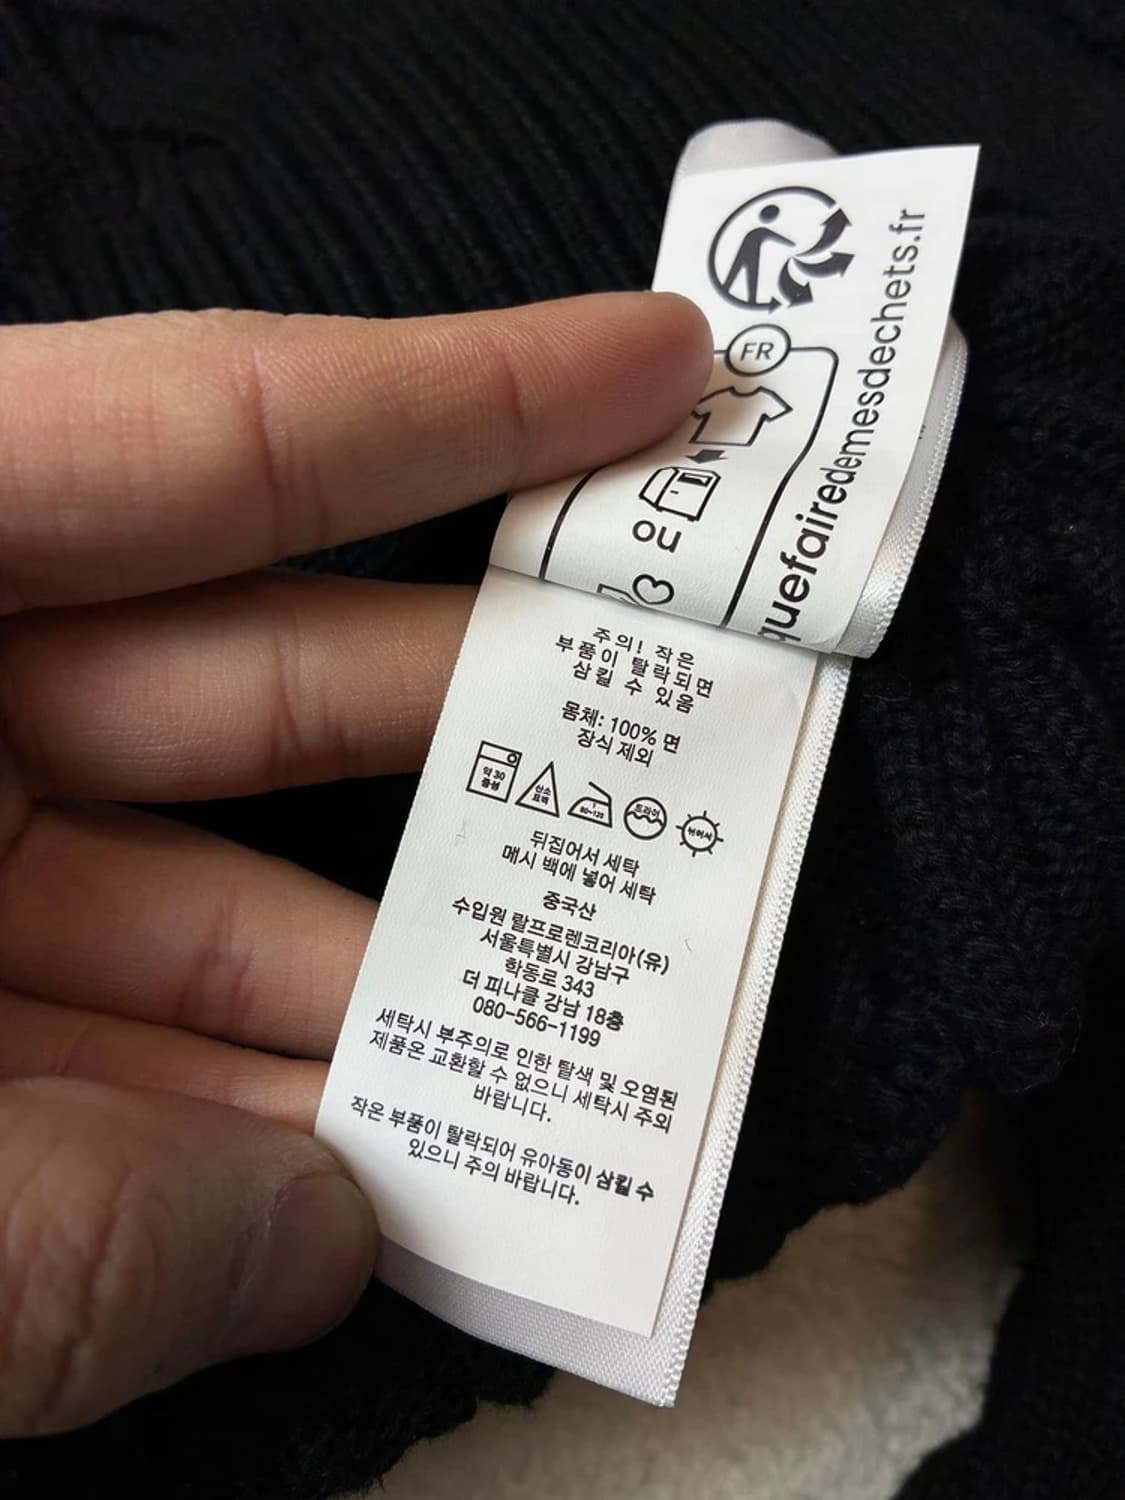 FR
OU
quefairedemesdechets.fr
주의! 작은
부품이 탈락되면
삼킬 수 있음
몸체: 100% 면
장식 제외
약 30
중성
산소
표백
80~120
드라이
뉘어서
뒤집어서 세탁
메시 백에 넣어 세탁
중국산
수입원 랄프로렌코리아(유)
서울특별시 강남구
학동로 343
더 피나클 강남 18층
080-566-1199
세탁시 부주의로 인한 탈색 및 오염된
제품은 교환할 수 없으니 세탁시 주의
바랍니다.
작은 부품이 탈락되어 유아동이 삼킬 수
있으니 주의 바랍니다.